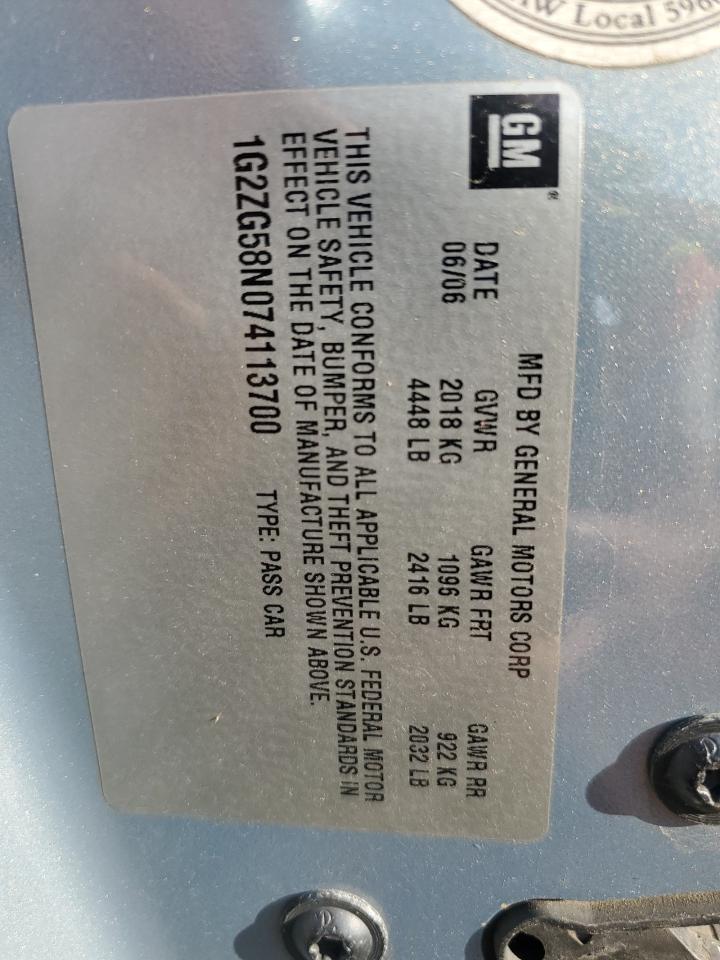 UAW Local 596
GM
®
MFD BY GENERAL MOTORS CORP
DATE GVWR GAWR FRT GAWR RR
06/06 2018 KG 1096 KG 922 KG
4448 LB 2416 LB 2032 LB
THIS VEHICLE CONFORMS TO ALL APPLICABLE U.S. FEDERAL MOTOR
VEHICLE SAFETY, BUMPER, AND THEFT PREVENTION STANDARDS IN
EFFECT ON THE DATE OF MANUFACTURE SHOWN ABOVE.
1G2ZG58N074113700 TYPE: PASS CAR